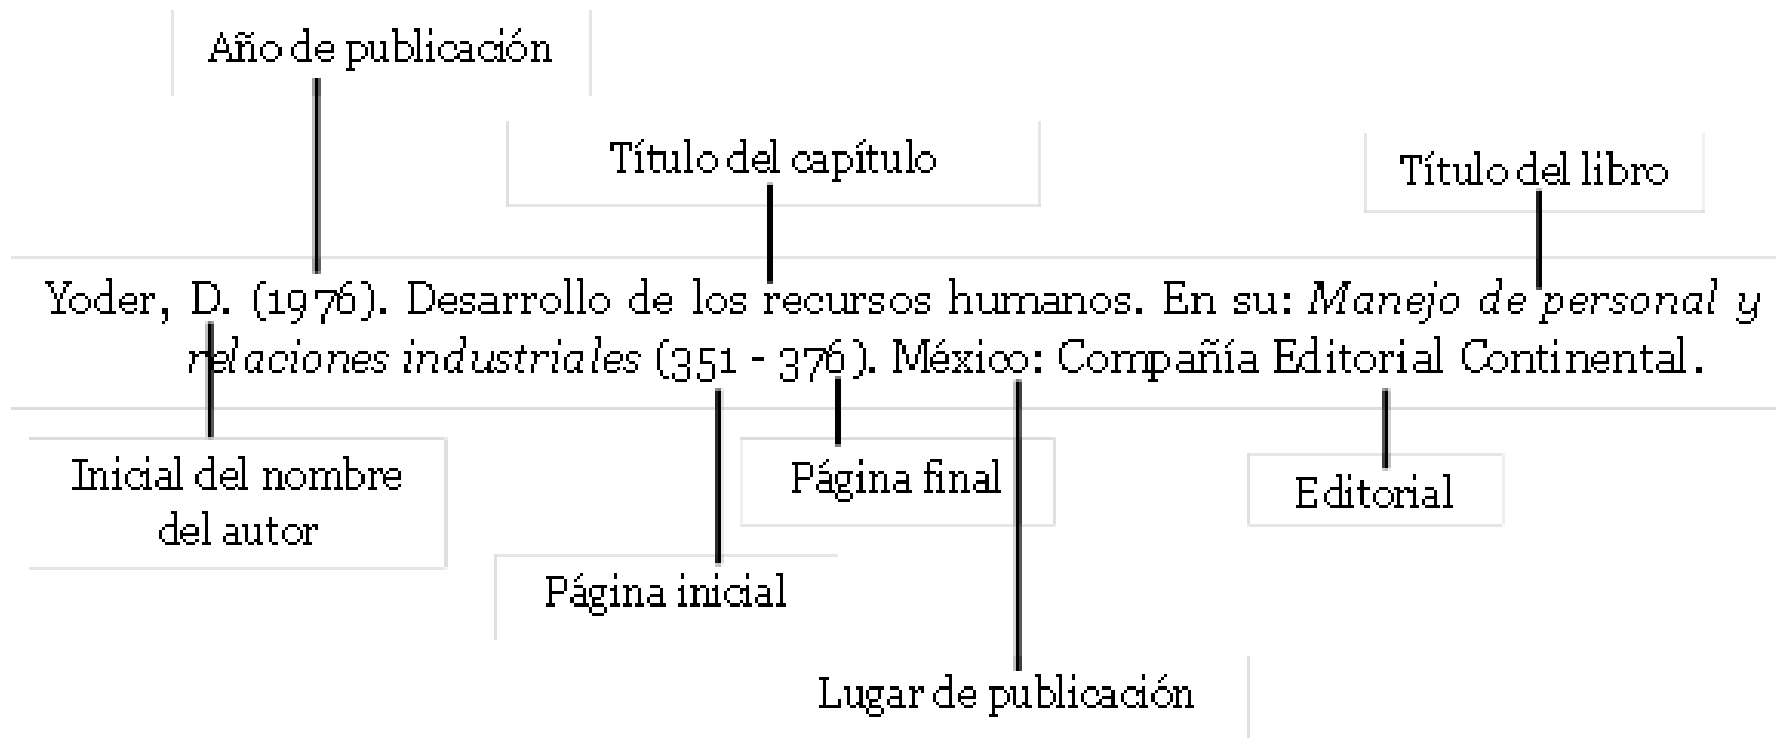 Año de publicación
Título del capítulo
Título del libro
Yoder, D. (1976). Desarrollo de los recursos humanos. En su: Manejo de personal y
relaciones industriales (351 - 376). México: Compañía Editorial Continental.
Inicial del nombre
del autor
Página final
Editorial
Página inicial
Lugar de publicación